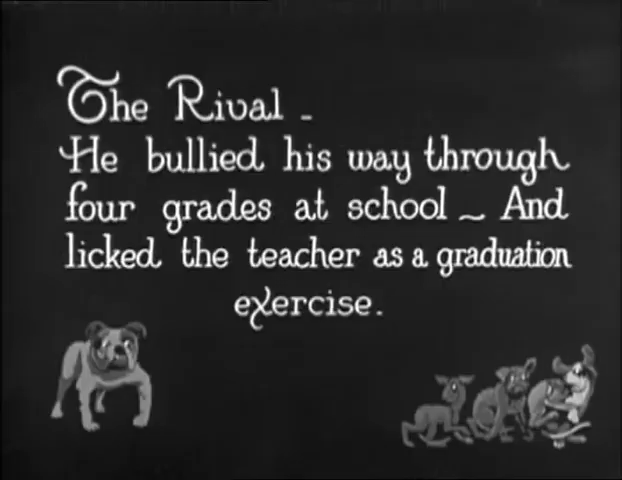 The Rival -
He bullied his way through
four grades at school ~ And
licked the teacher as a graduation
exercise.